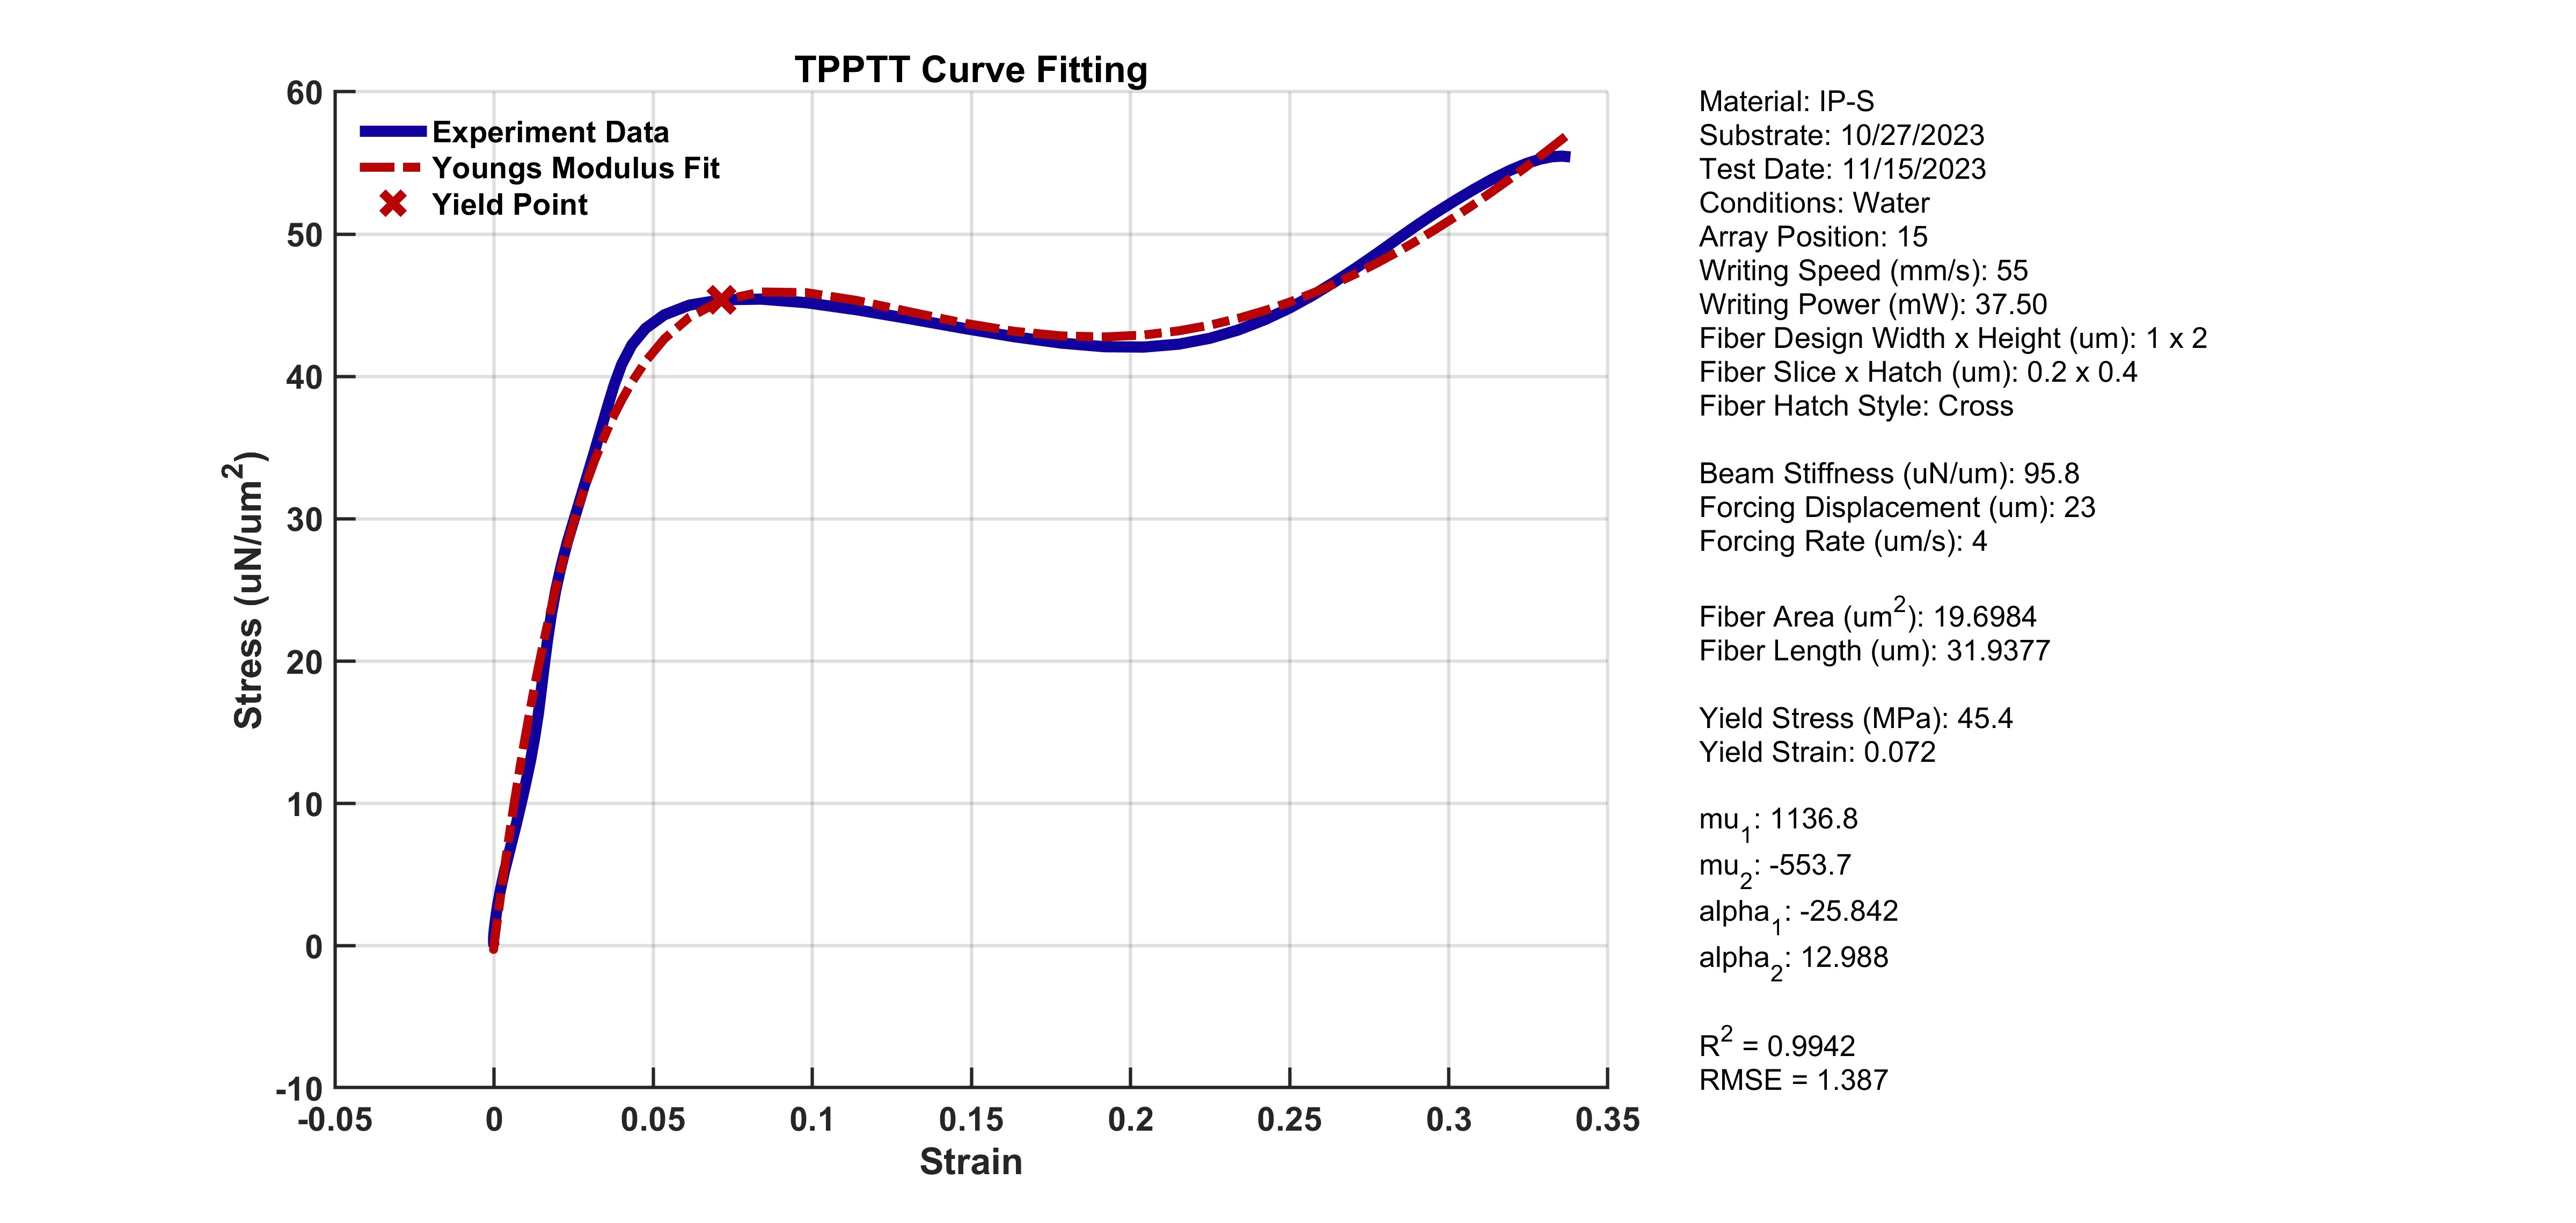 TPPTT Curve Fitting
60
50
40
30
20
10
0
-10
Stress (uN/um²)
Experiment Data
Youngs Modulus Fit
Yield Point
-0.05
0
0.05
0.1
0.15
0.2
0.25
0.3
0.35
Strain
Material: IP-S
Substrate: 10/27/2023
Test Date: 11/15/2023
Conditions: Water
Array Position: 15
Writing Speed (mm/s): 55
Writing Power (mW): 37.50
Fiber Design Width x Height (um): 1 x 2
Fiber Slice x Hatch (um): 0.2 x 0.4
Fiber Hatch Style: Cross
Beam Stiffness (uN/um): 95.8
Forcing Displacement (um): 23
Forcing Rate (um/s): 4
Fiber Area (um²): 19.6984
Fiber Length (um): 31.9377
Yield Stress (MPa): 45.4
Yield Strain: 0.072
mu₁: 1136.8
mu₂: -553.7
alpha₁: -25.842
alpha₂: 12.988
R² = 0.9942
RMSE = 1.387